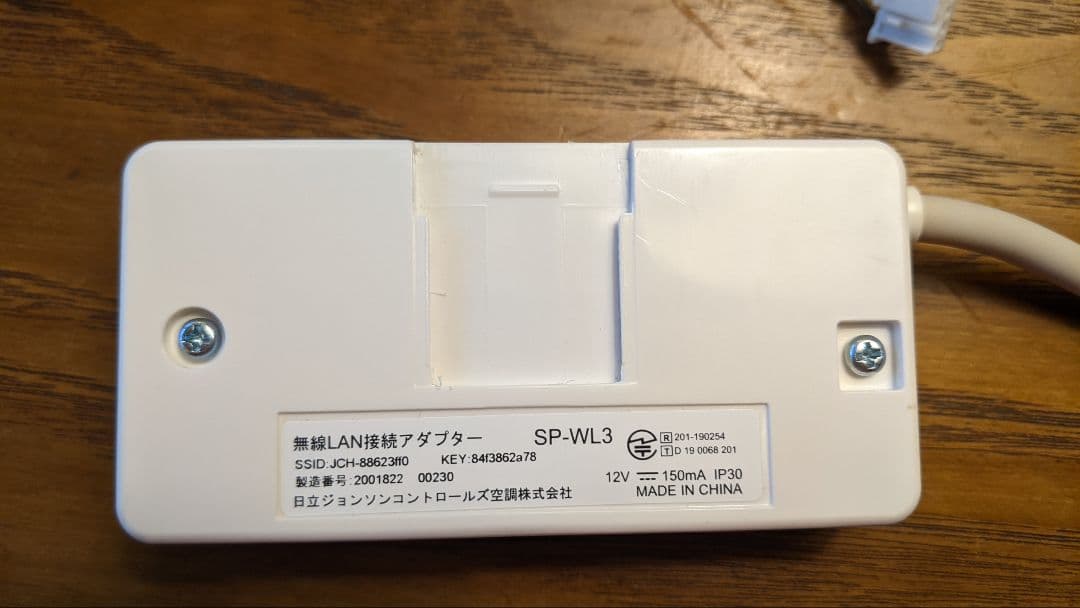 無線LAN接続アダプター SP-WL3 R 201-190254
T D 19 0068 201
SSID:JCH-88623ff0 KEY:84f3862a78
製造番号:2001822 00230 12V 150mA IP30
日立ジョンソンコントロールズ空調株式会社 MADE IN CHINA